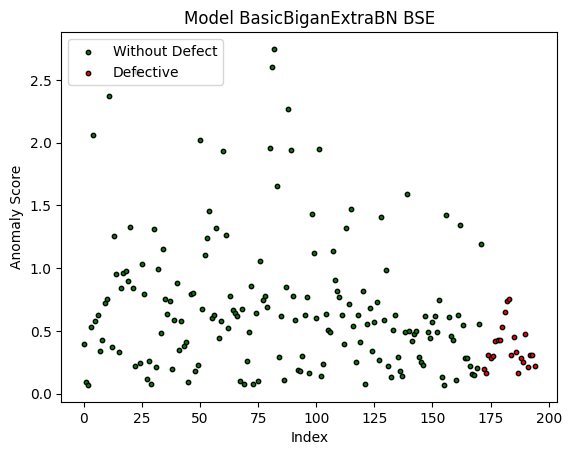 Model BasicBiganExtraBN BSE
Without Defect
Defective
Anomaly Score
2.5
2.0
1.5
1.0
0.5
0.0
0 25 50 75 100 125 150 175 200
Index